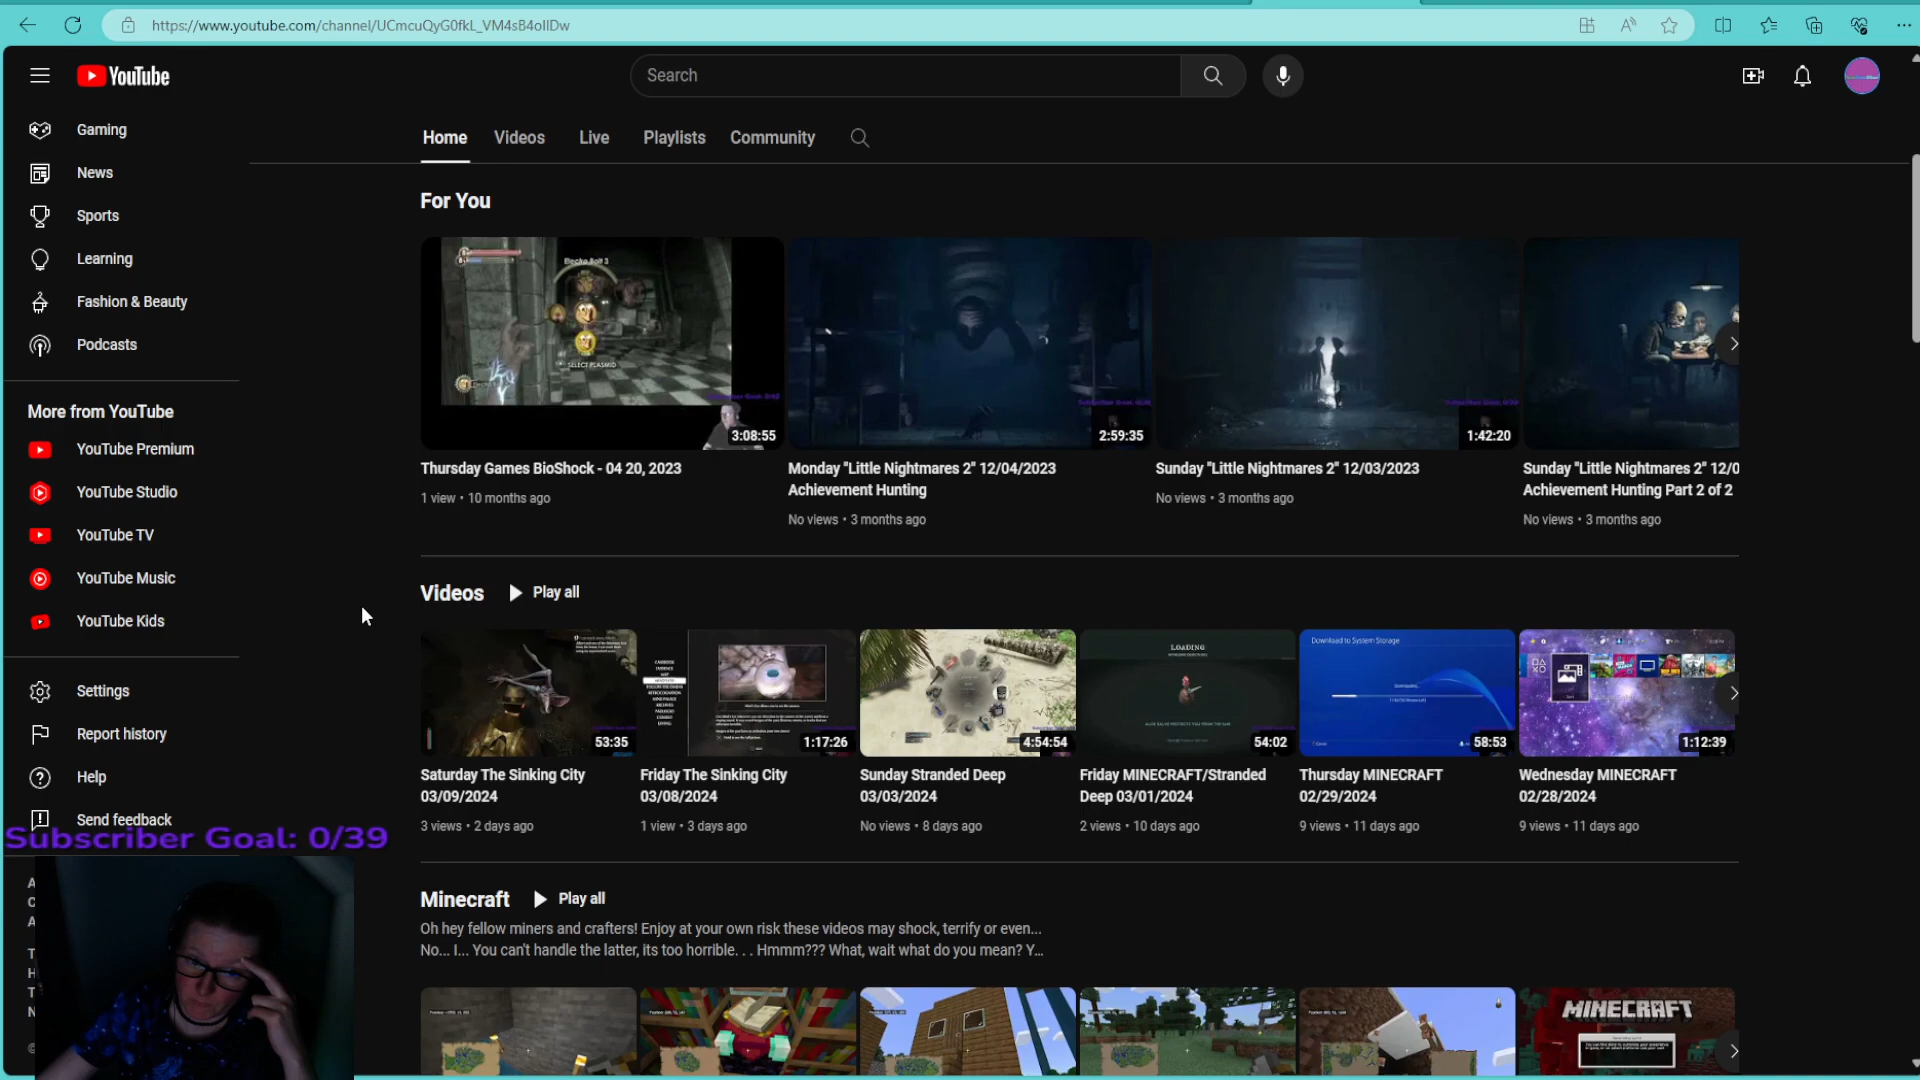 https://www.youtube.com/channel/UCmcuQyG0fkL_VM4sB4oIlDw
YouTube
Search
Gaming
News
Sports
Learning
Fashion & Beauty
Podcasts
More from YouTube
YouTube Premium
YouTube Studio
YouTube TV
YouTube Music
YouTube Kids
Settings
Report history
Help
Send feedback
Subscriber Goal: 0/39
Home Videos Live Playlists Community
For You
Electro Bolt 3
SELECT PLASMID
3:08:55
2:59:35
1:42:20
Thursday Games BioShock - 04 20, 2023
1 view • 10 months ago
Monday "Little Nightmares 2" 12/04/2023
Achievement Hunting
No views • 3 months ago
Sunday "Little Nightmares 2" 12/03/2023
No views • 3 months ago
Sunday "Little Nightmares 2" 12/0
Achievement Hunting Part 2 of 2
No views • 3 months ago
Videos Play all
53:35
1:17:26
4:54:54
LOADING
54:02
Download to System Storage
58:53
1:12:39
Saturday The Sinking City
03/09/2024
3 views • 2 days ago
Friday The Sinking City
03/08/2024
1 view • 3 days ago
Sunday Stranded Deep
03/03/2024
No views • 8 days ago
Friday MINECRAFT/Stranded
Deep 03/01/2024
2 views • 10 days ago
Thursday MINECRAFT
02/29/2024
9 views • 11 days ago
Wednesday MINECRAFT
02/28/2024
9 views • 11 days ago
Minecraft Play all
Oh hey fellow miners and crafters! Enjoy at your own risk these videos may shock, terrify or even...
No... I... You can't handle the latter, its too horrible. . . Hmmm??? What, wait what do you mean? Y...
MINECRAFT